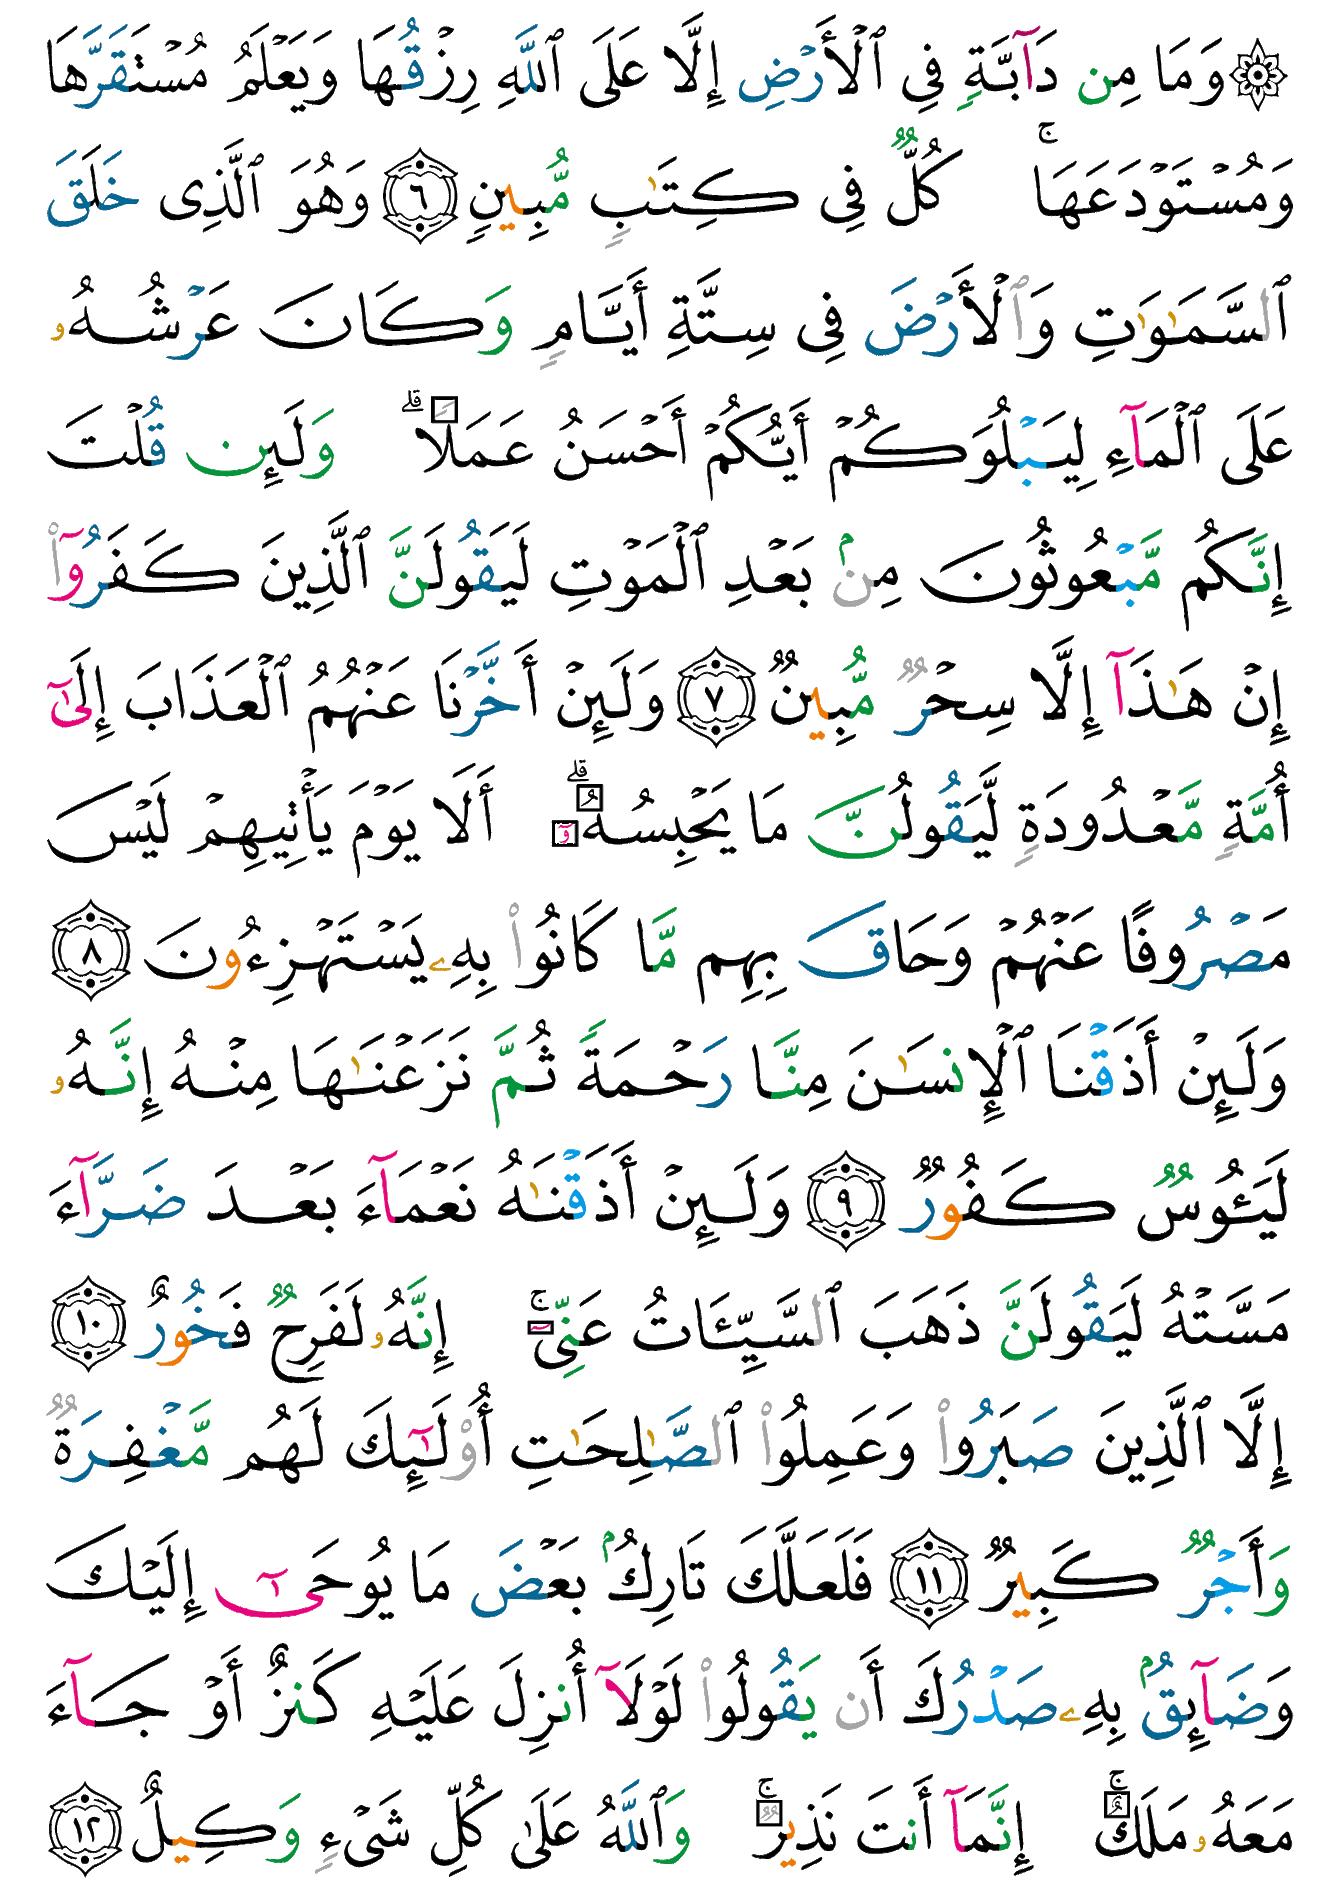 ۞ وَمَا مِن دَآبَّةٍ فِي ٱلْأَرْضِ إِلَّا عَلَى ٱللَّهِ رِزْقُهَا وَيَعْلَمُ مُسْتَقَرَّهَا
وَمُسْتَوْدَعَهَا ۚ كُلٌّ فِى كِتَـٰبٍ مُّبِينٍ ٦ وَهُوَ ٱلَّذِى خَلَقَ
ٱلسَّمَـٰوَٰتِ وَٱلْأَرْضَ فِى سِتَّةِ أَيَّامٍ وَكَانَ عَرْشُهُۥ
عَلَى ٱلْمَآءِ لِيَبْلُوَكُمْ أَيُّكُمْ أَحْسَنُ عَمَلًا ۗ وَلَئِن قُلْتَ
إِنَّكُم مَّبْعُوثُونَ مِنۢ بَعْدِ ٱلْمَوْتِ لَيَقُولَنَّ ٱلَّذِينَ كَفَرُوٓا۟
إِنْ هَـٰذَآ إِلَّا سِحْرٌ مُّبِينٌ ٧ وَلَئِنْ أَخَّرْنَا عَنْهُمُ ٱلْعَذَابَ إِلَىٰٓ
أُمَّةٍ مَّعْدُودَةٍ لَّيَقُولُنَّ مَا يَحْبِسُهُۥٓ ۗ أَلَا يَوْمَ يَأْتِيهِمْ لَيْسَ
مَصْرُوفًا عَنْهُمْ وَحَاقَ بِهِم مَّا كَانُوا۟ بِهِۦ يَسْتَهْزِءُونَ ٨
وَلَئِنْ أَذَقْنَا ٱلْإِنسَـٰنَ مِنَّا رَحْمَةً ثُمَّ نَزَعْنَـٰهَا مِنْهُ إِنَّهُۥ
لَيَـُٔوسٌ كَفُورٌ ٩ وَلَئِنْ أَذَقْنَـٰهُ نَعْمَآءَ بَعْدَ ضَرَّآءَ
مَسَّتْهُ لَيَقُولَنَّ ذَهَبَ ٱلسَّيِّـَٔاتُ عَنِّىٓ ۚ إِنَّهُۥ لَفَرِحٌ فَخُورٌ ١٠
إِلَّا ٱلَّذِينَ صَبَرُوا۟ وَعَمِلُوا۟ ٱلصَّـٰلِحَـٰتِ أُو۟لَـٰٓئِكَ لَهُم مَّغْفِرَةٌ
وَأَجْرٌ كَبِيرٌ ١١ فَلَعَلَّكَ تَارِكٌۢ بَعْضَ مَا يُوحَىٰٓ إِلَيْكَ
وَضَآئِقٌۢ بِهِۦ صَدْرُكَ أَن يَقُولُوا۟ لَوْلَآ أُنزِلَ عَلَيْهِ كَنزٌ أَوْ جَآءَ
مَعَهُۥ مَلَكٌ ۚ إِنَّمَآ أَنتَ نَذِيرٌ ۚ وَٱللَّهُ عَلَىٰ كُلِّ شَىْءٍ وَكِيلٌ ١٢